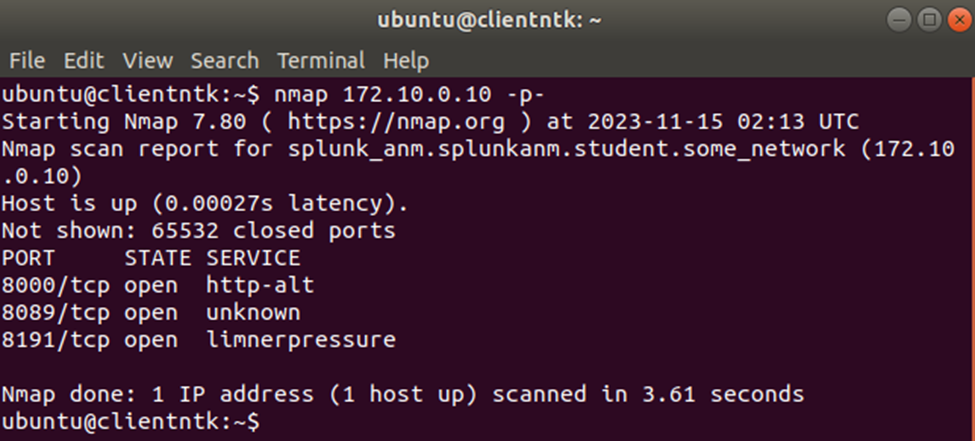 ubuntu@clientntk: ~
File Edit View Search Terminal Help
ubuntu@clientntk:~$ nmap 172.10.0.10 -p-
Starting Nmap 7.80 ( https://nmap.org ) at 2023-11-15 02:13 UTC
Nmap scan report for splunk_anm.splunkanm.student.some_network (172.10
.0.10)
Host is up (0.00027s latency).
Not shown: 65532 closed ports
PORT     STATE SERVICE
8000/tcp open  http-alt
8089/tcp open  unknown
8191/tcp open  limnerpressure
Nmap done: 1 IP address (1 host up) scanned in 3.61 seconds
ubuntu@clientntk:~$